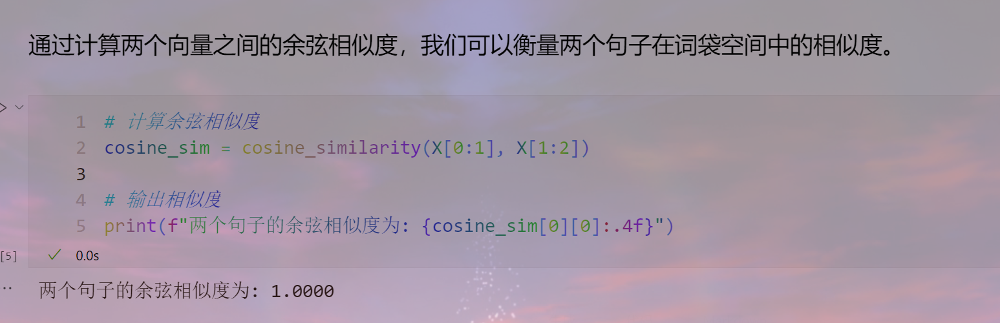 通过计算两个向量之间的余弦相似度，我们可以衡量两个句子在词袋空间中的相似度。
1 # 计算余弦相似度
2 cosine_sim = cosine_similarity(X[0:1], X[1:2])
3
4 # 输出相似度
5 print(f"两个句子的余弦相似度为: {cosine_sim[0][0]:.4f}")
[5] 0.0s
两个句子的余弦相似度为: 1.0000